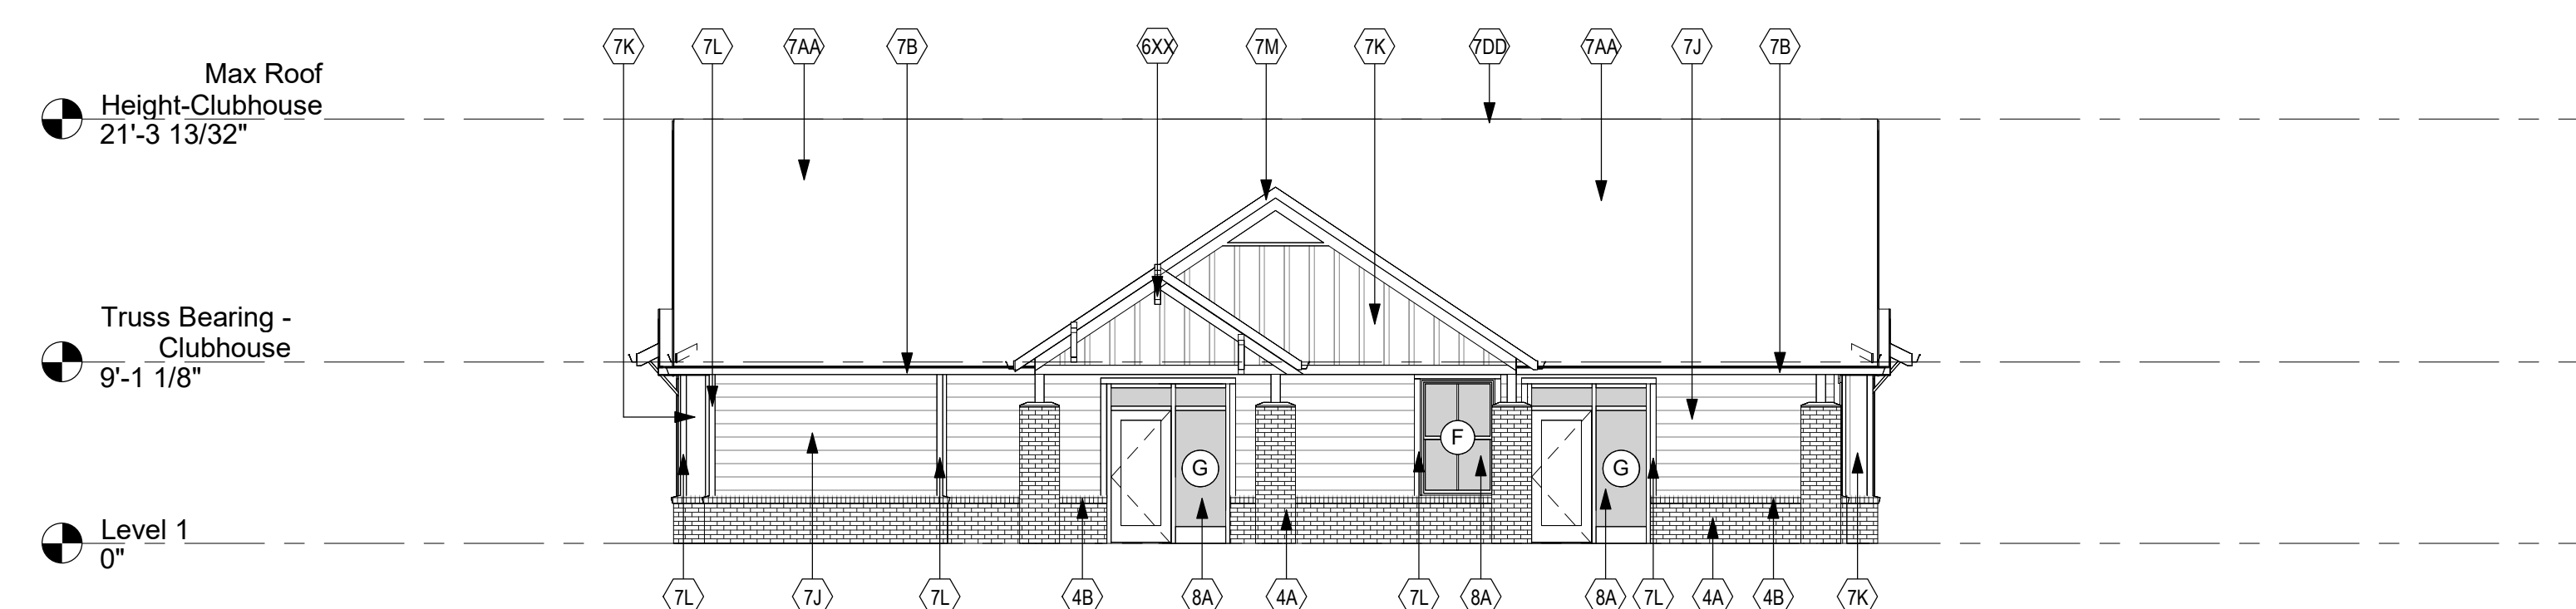 7K 7L 7AA 7B 6XX 7M 7K 7DD 7AA 7J 7B
Max Roof
Height-Clubhouse
21'-3 13/32"
Truss Bearing -
Clubhouse
9'-1 1/8"
F
G G
Level 1
0"
7L 7J 7L 4B 8A 4A 7L 8A 8A 7L 4A 4B 7K